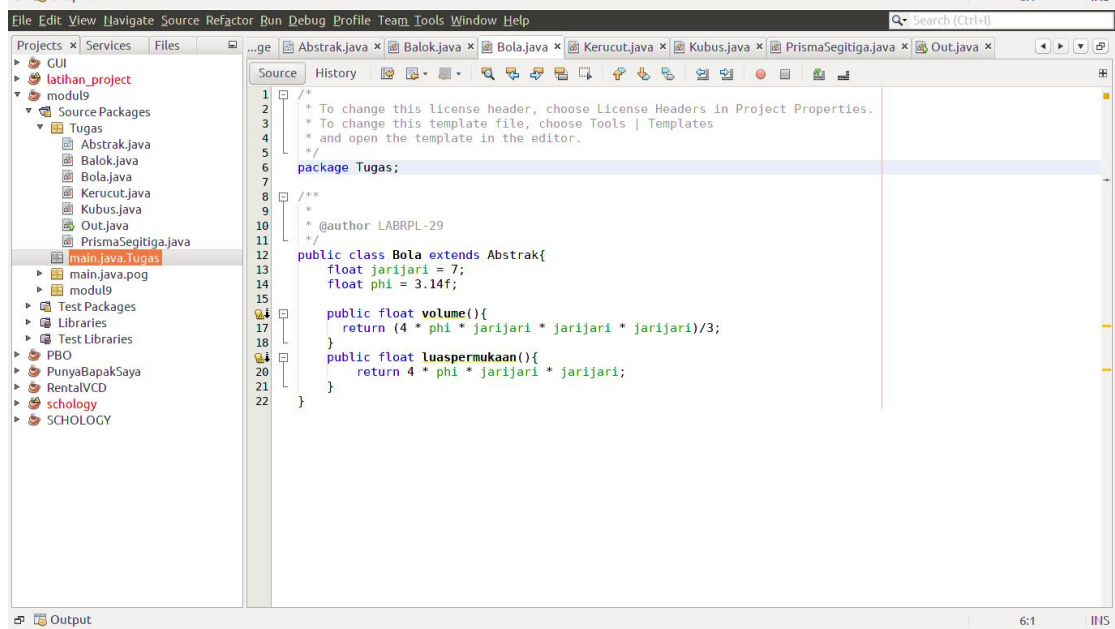 File Edit View Navigate Source Refactor Run Debug Profile Team Tools Window Help
Search (Ctrl+I)
Projects Services Files
...ge Abstrak.java Balok.java Bola.java Kerucut.java Kubus.java PrismaSegitiga.java Out.java
GUI
latihan_project
modul9
Source Packages
Tugas
Abstrak.java
Balok.java
Bola.java
Kerucut.java
Kubus.java
Out.java
PrismaSegitiga.java
main.java.Tugas
main.java.pog
modul9
Test Packages
Libraries
Test Libraries
PBO
PunyaBapakSaya
RentalVCD
schology
SCHOLOGY
Source History
1 /*
2 * To change this license header, choose License Headers in Project Properties.
3 * To change this template file, choose Tools | Templates
4 * and open the template in the editor.
5 */
6 package Tugas;
7
8 /**
9 *
10 * @author LABRPL-29
11 */
12 public class Bola extends Abstrak{
13 float jarijari = 7;
14 float phi = 3.14f;
15
public float volume(){
17 return (4 * phi * jarijari * jarijari * jarijari)/3;
18 }
public float luaspermukaan(){
20 return 4 * phi * jarijari * jarijari;
21 }
22 }
Output
6:1 INS